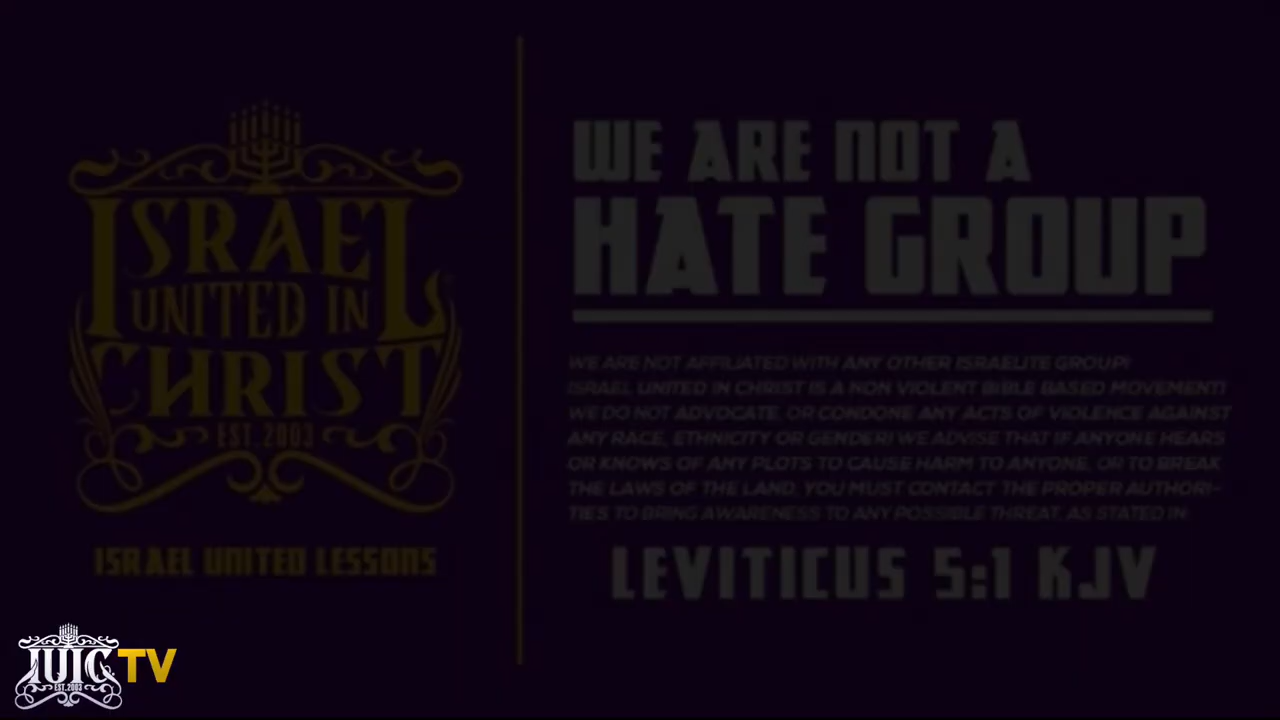 ISRAEL
UNITED IN
CHRIST
EST. 2003
ISRAEL UNITED LESSONS
WE ARE NOT A
HATE GROUP
WE ARE NOT AFFILIATED WITH ANY OTHER ISRAELITE GROUP!
ISRAEL UNITED IN CHRIST IS A NON VIOLENT BIBLE BASED MOVEMENT!
WE DO NOT ADVOCATE, OR CONDONE ANY ACTS OF VIOLENCE AGAINST
ANY RACE, ETHNICITY OR GENDER! WE ADVISE THAT IF ANYONE HEARS
OR KNOWS OF ANY PLOTS TO CAUSE HARM TO ANYONE, OR TO BREAK
THE LAWS OF THE LAND, YOU MUST CONTACT THE PROPER AUTHORI-
TIES TO BRING AWARENESS TO ANY POSSIBLE THREAT, AS STATED IN:
LEVITICUS 5:1 KJV
IUIC TV
EST. 2003